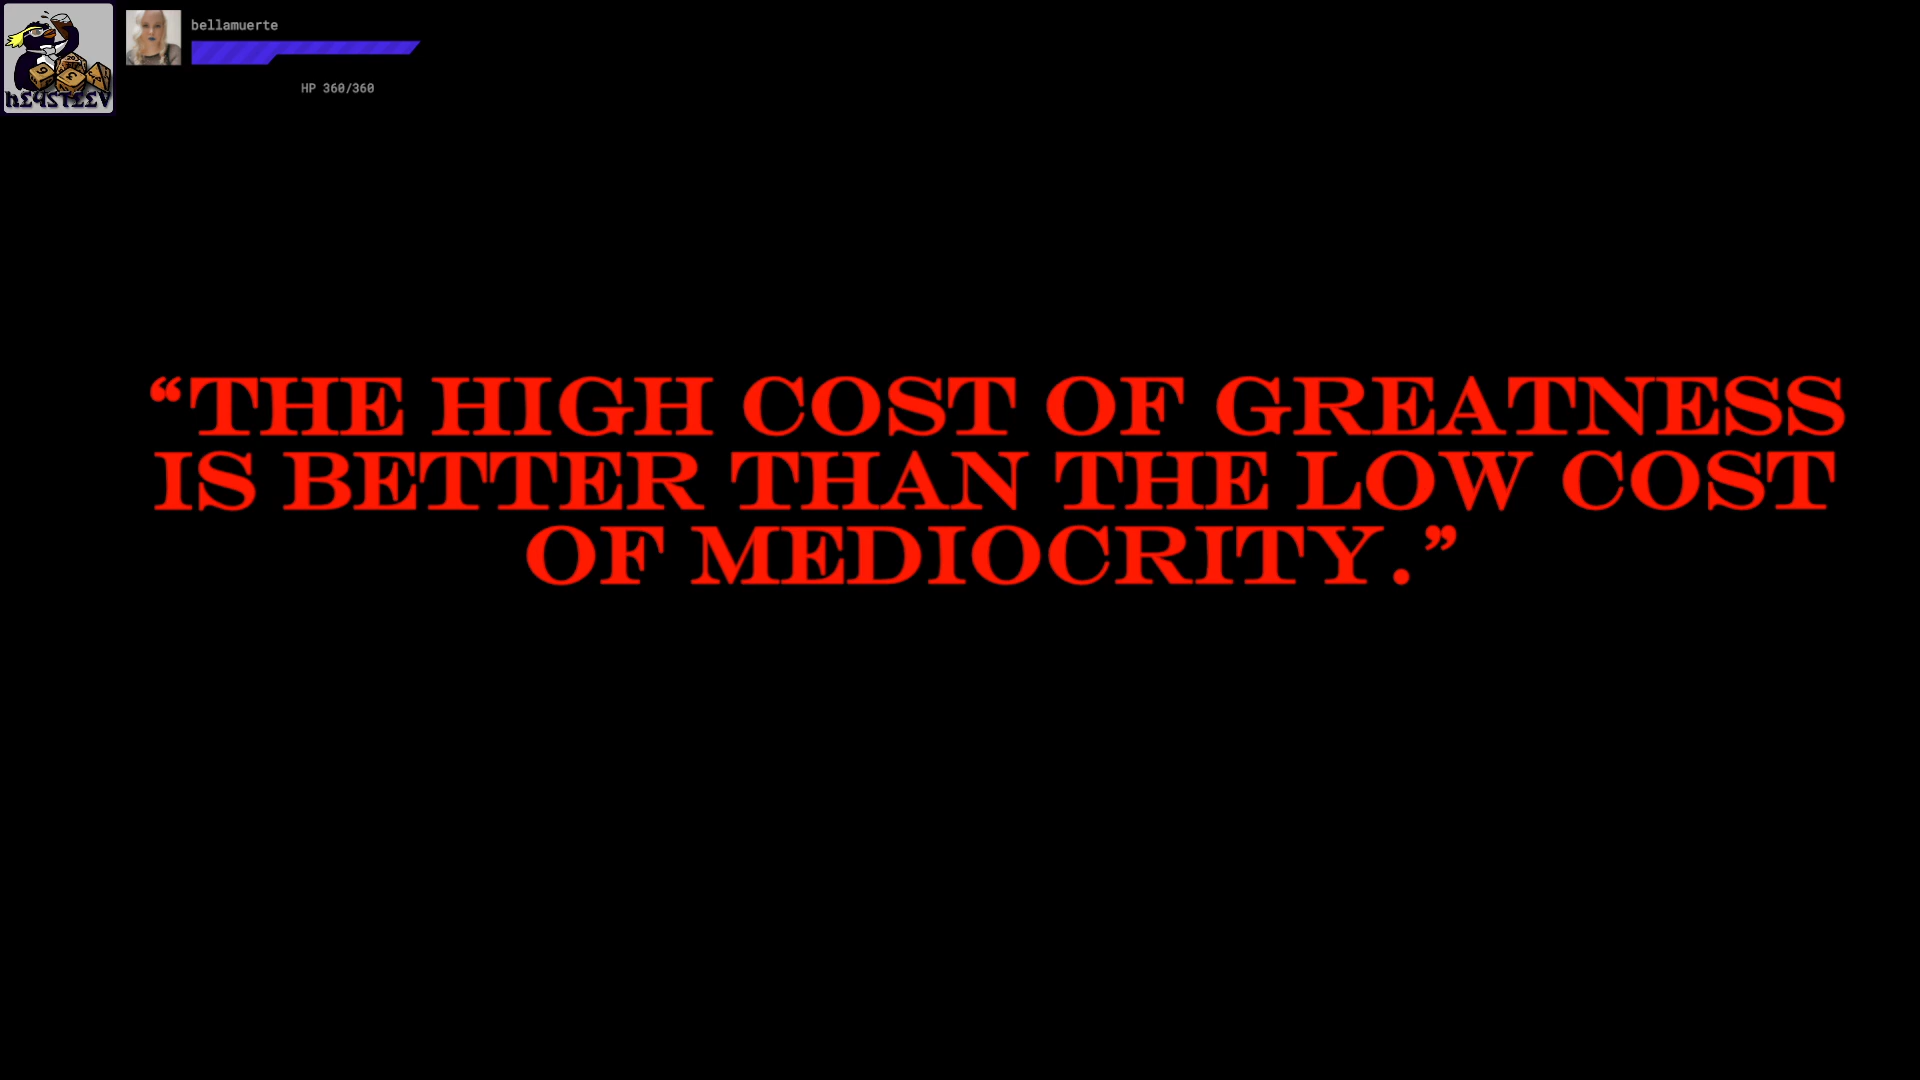 bellamuerte
HP 360/360
“THE HIGH COST OF GREATNESS
IS BETTER THAN THE LOW COST
OF MEDIOCRITY.”